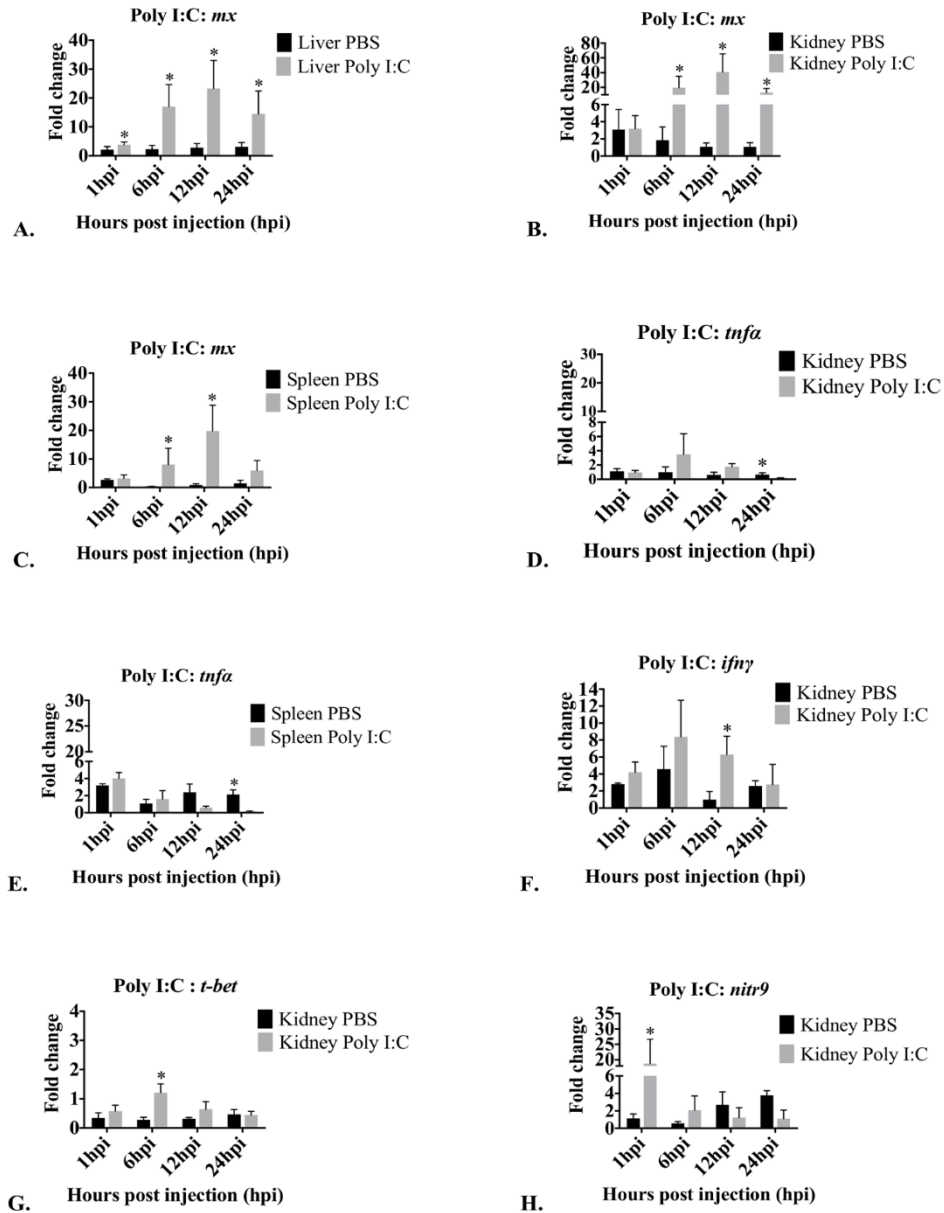 Poly I:C: mx
Liver PBS
Liver Poly I:C
Fold change
40
30
20
10
0
*
*
*
*
1hpi
6hpi
12hpi
24hpi
Hours post injection (hpi)
A.
Poly I:C: mx
Kidney PBS
Kidney Poly I:C
Fold change
80
60
40
20
6
4
2
0
*
*
*
1hpi
6hpi
12hpi
24hpi
Hours post injection (hpi)
B.
Poly I:C: mx
Spleen PBS
Spleen Poly I:C
Fold change
40
30
20
10
0
*
*
1hpi
6hpi
12hpi
24hpi
Hours post injection (hpi)
C.
Poly I:C: tnfα
Kidney PBS
Kidney Poly I:C
Fold change
30
20
10
6
4
2
0
*
1hpi
6hpi
12hpi
24hpi
Hours post injection (hpi)
D.
Poly I:C: tnfα
Spleen PBS
Spleen Poly I:C
Fold change
30
20
6
4
2
0
*
1hpi
6hpi
12hpi
24hpi
Hours post injection (hpi)
E.
Poly I:C: ifnγ
Kidney PBS
Kidney Poly I:C
Fold change
14
12
10
8
6
4
2
0
*
1hpi
6hpi
12hpi
24hpi
Hours post injection (hpi)
F.
Poly I:C : t-bet
Kidney PBS
Kidney Poly I:C
Fold change
4
3
2
1
0
*
1hpi
6hpi
12hpi
24hpi
Hours post injection (hpi)
G.
Poly I:C: nitr9
Kidney PBS
Kidney Poly I:C
Fold change
35
30
25
20
6
4
2
0
*
1hpi
6hpi
12hpi
24hpi
Hours post injection (hpi)
H.